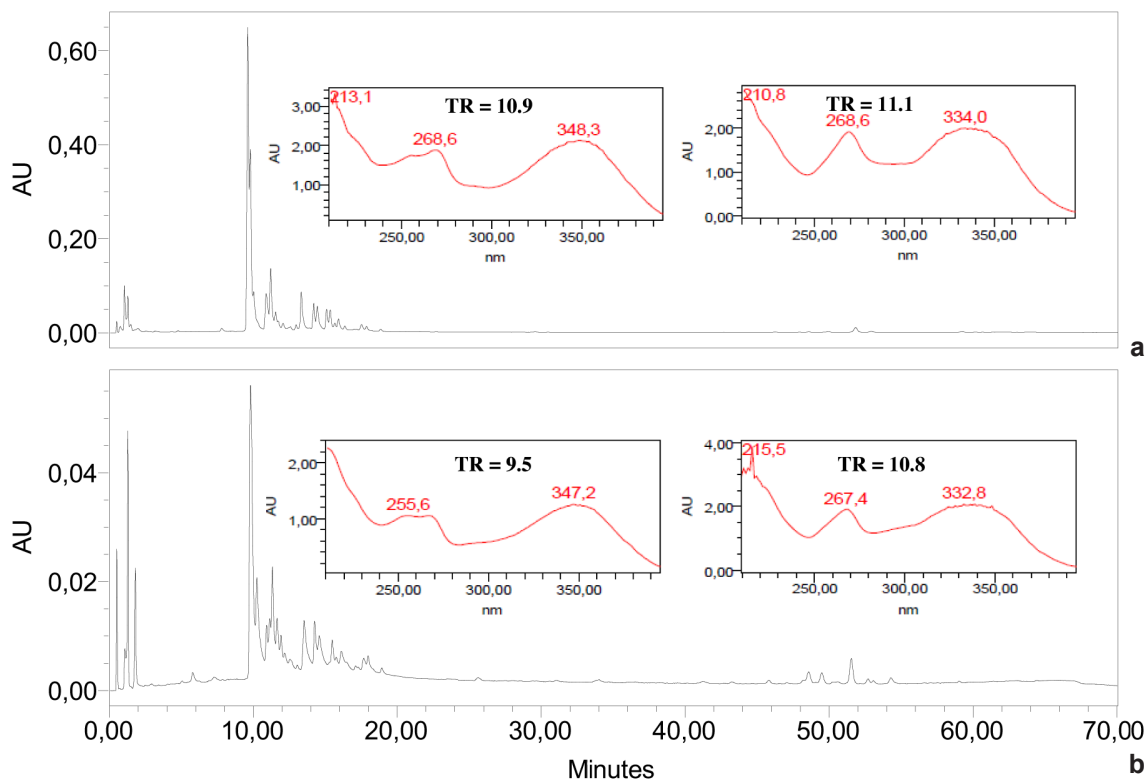 0,60
0,40
0,20
0,00
AU
TR = 10.9
213,1
268,6
348,3
3,00
2,00
1,00
AU
250,00 300,00 350,00
nm
TR = 11.1
210,8
268,6
334,0
2,00
1,00
0,00
AU
250,00 300,00 350,00
nm
a
0,04
0,02
0,00
AU
TR = 9.5
255,6
347,2
2,00
1,00
AU
250,00 300,00 350,00
nm
TR = 10.8
215,5
267,4
332,8
4,00
2,00
0,00
AU
250,00 300,00 350,00
nm
0,00 10,00 20,00 30,00 40,00 50,00 60,00 70,00
Minutes
b